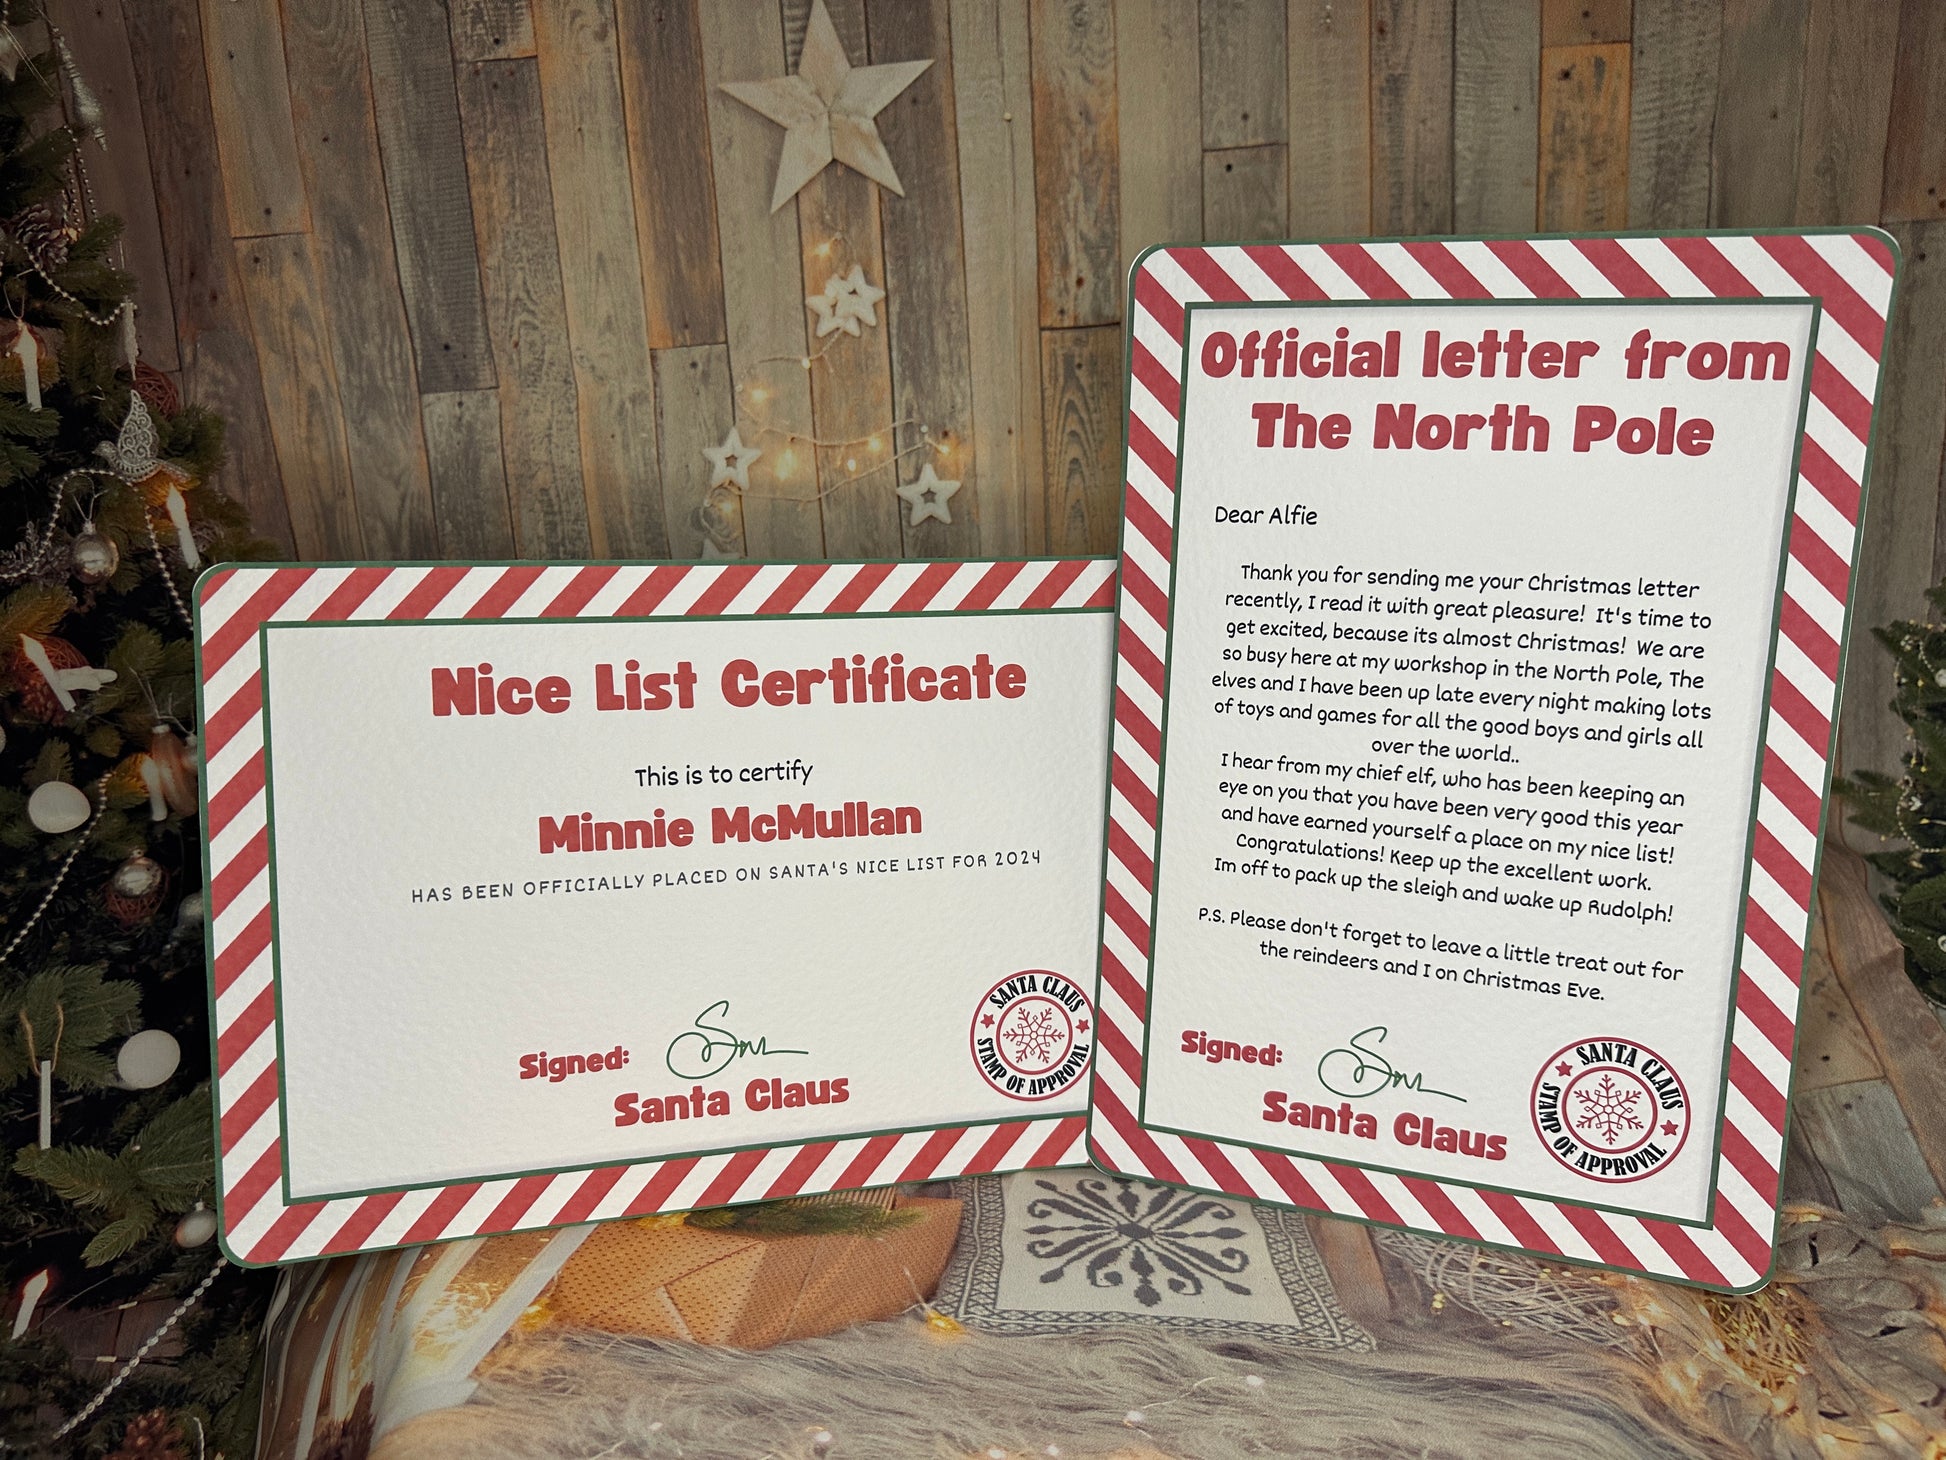 Nice List Certificate
This is to certify
Minnie McMullan
HAS BEEN OFFICIALLY PLACED ON SANTA'S NICE LIST FOR 2024
Signed:
Santa Claus
SANTA CLAUS
STAMP OF APPROVAL
Official letter from
The North Pole
Dear Alfie
Thank you for sending me your Christmas letter
recently, I read it with great pleasure! It's time to
get excited, because its almost Christmas! We are
so busy here at my workshop in the North Pole, The
elves and I have been up late every night making lots
of toys and games for all the good boys and girls all
over the world..
I hear from my chief elf, who has been keeping an
eye on you that you have been very good this year
and have earned yourself a place on my nice list!
Congratulations! Keep up the excellent work.
Im off to pack up the sleigh and wake up Rudolph!
P.S. Please don't forget to leave a little treat out for
the reindeers and I on Christmas Eve.
Signed:
Santa Claus
SANTA CLAUS
STAMP OF APPROVAL